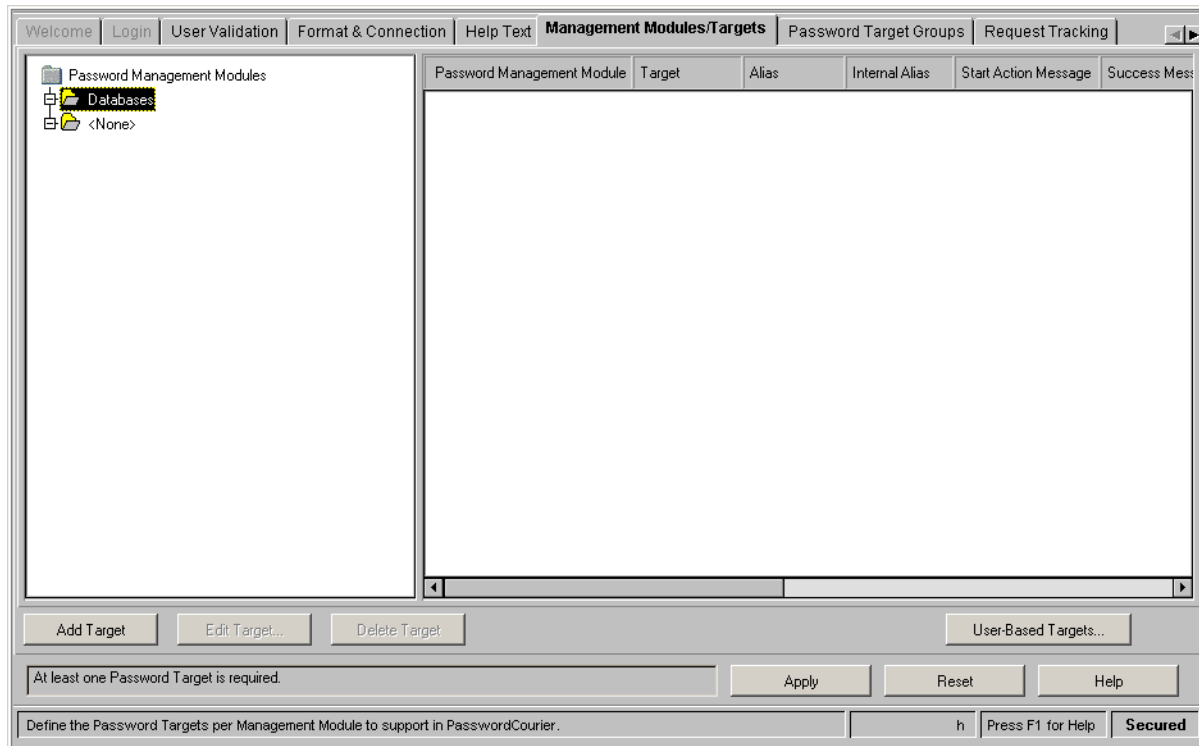 Welcome Login User Validation Format & Connection Help Text Management Modules/Targets Password Target Groups Request Tracking
Password Management Modules
Databases
<None>
Password Management Module Target Alias Internal Alias Start Action Message Success Mess
Add Target Edit Target... Delete Target User-Based Targets...
At least one Password Target is required. Apply Reset Help
Define the Password Targets per Management Module to support in PasswordCourier. h Press F1 for Help Secured